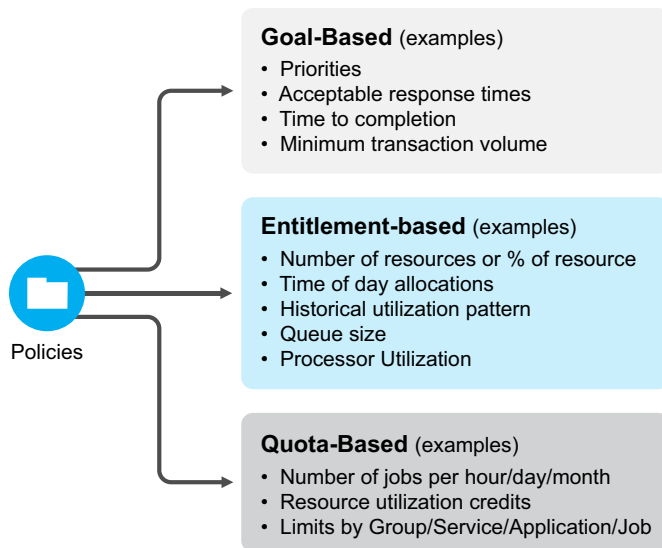 Goal-Based (examples)
• Priorities
• Acceptable response times
• Time to completion
• Minimum transaction volume
Entitlement-based (examples)
• Number of resources or % of resource
• Time of day allocations
• Historical utilization pattern
• Queue size
• Processor Utilization
Policies
Quota-Based (examples)
• Number of jobs per hour/day/month
• Resource utilization credits
• Limits by Group/Service/Application/Job